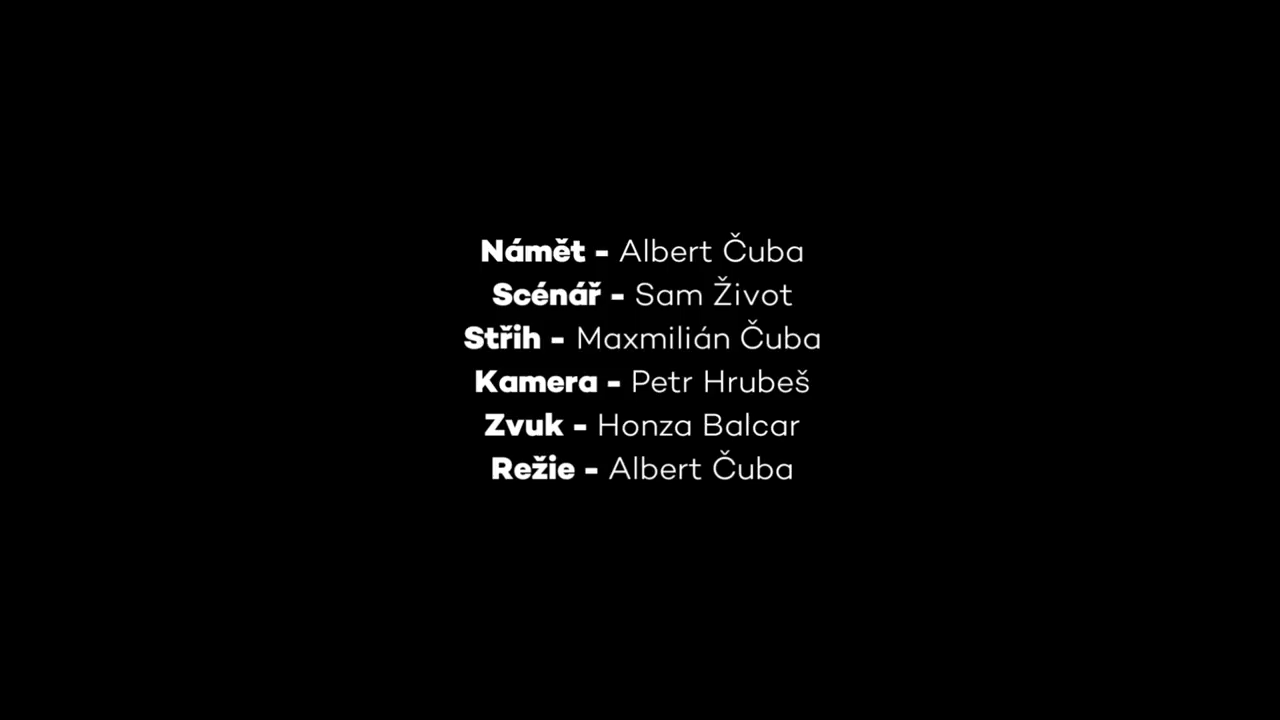 Námět - Albert Čuba
Scénář - Sam Život
Střih - Maxmilián Čuba
Kamera - Petr Hrubeš
Zvuk - Honza Balcar
Režie - Albert Čuba